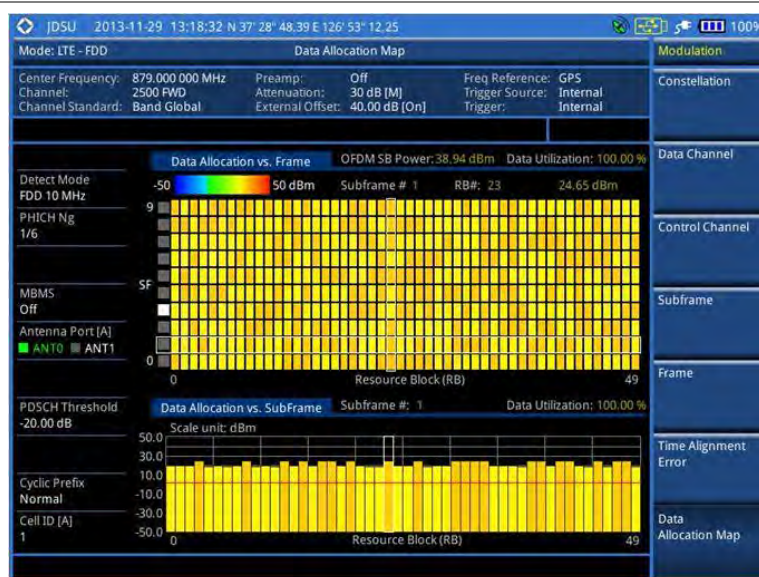 JDSU 2013-11-29 13:18:32 N 37' 28" 48.39 E 126' 53" 12.25 100%
Mode: LTE - FDD Data Allocation Map Modulation
Center Frequency: 879.000 000 MHz Preamp: Off Freq Reference: GPS
Channel: 2500 FWD Attenuation: 30 dB [M] Trigger Source: Internal
Channel Standard: Band Global External Offset: 40.00 dB [On] Trigger: Internal
Constellation
Data Allocation vs. Frame OFDM SB Power: 38.94 dBm Data Utilization: 100.00 % Data Channel
Detect Mode
FDD 10 MHz
-50 50 dBm Subframe # 1 RB#: 23 24.65 dBm
9
PHICH Ng
1/6
Control Channel
SF
MBMS
Off
Subframe
Antenna Port [A]
ANT0 ANT1
0
0 Resource Block (RB) 49
Frame
PDSCH Threshold
-20.00 dB
Data Allocation vs. SubFrame Subframe #: 1 Data Utilization: 100.00 %
Scale unit: dBm
50.0
30.0
10.0
-10.0
-30.0
-50.0
0 Resource Block (RB) 49
Time Alignment
Error
Cyclic Prefix
Normal
Cell ID [A]
1
Data
Allocation Map